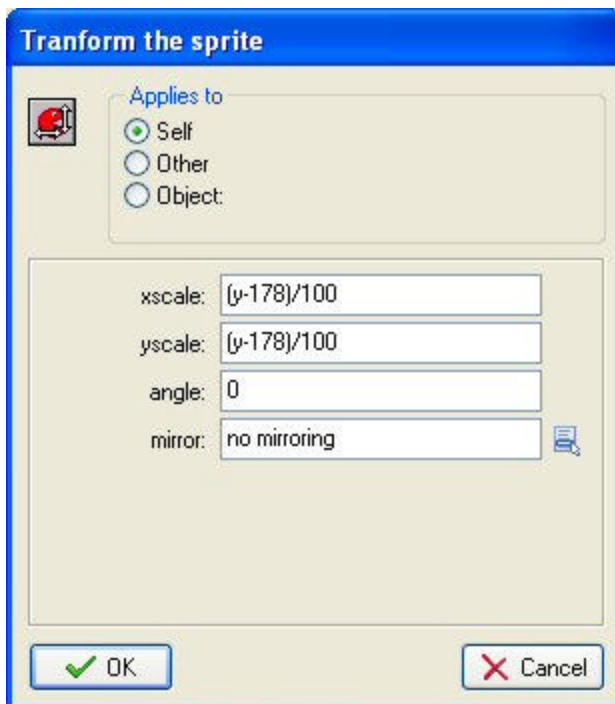 Tranform the sprite
Applies to
Self
Other
Object:
xscale: (y-178)/100
yscale: (y-178)/100
angle: 0
mirror: no mirroring
OK Cancel